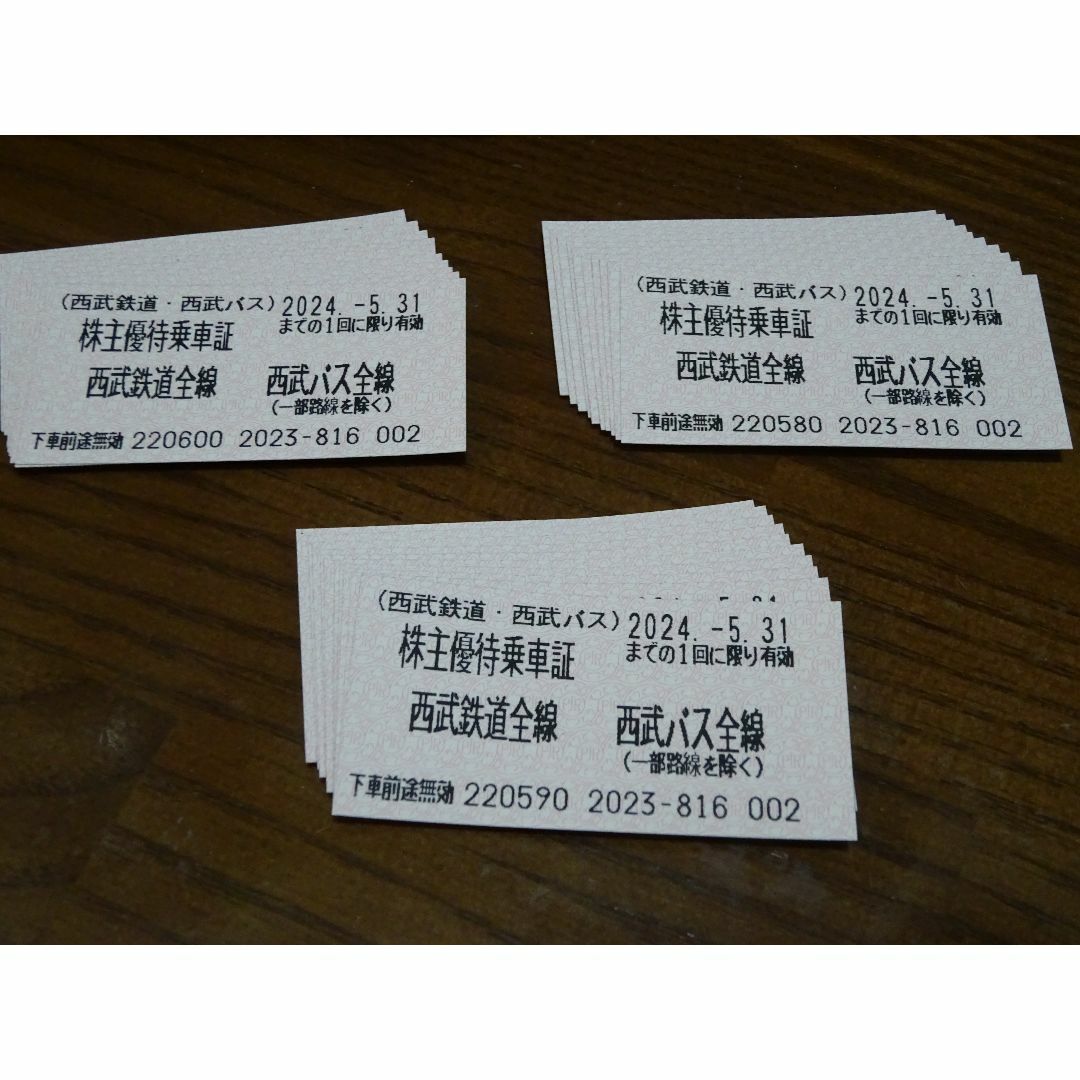 (西武鉄道・西武バス) 2024.-5.31
株主優待乗車証 までの1回に限り有効
西武鉄道全線 西武バス全線
(一部路線を除く)
下車前途無効 220600 2023-816 002
(西武鉄道・西武バス) 2024.-5.31
株主優待乗車証 までの1回に限り有効
西武鉄道全線 西武バス全線
(一部路線を除く)
下車前途無効 220580 2023-816 002
(西武鉄道・西武バス) 2024.-5.31
株主優待乗車証 までの1回に限り有効
西武鉄道全線 西武バス全線
(一部路線を除く)
下車前途無効 220590 2023-816 002